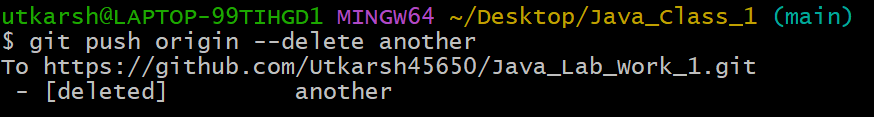 utkarsh@LAPTOP-99TIHGD1 MINGW64 ~/Desktop/Java_Class_1 (main)
$ git push origin --delete another
To https://github.com/Utkarsh45650/Java_Lab_Work_1.git
 - [deleted]         another